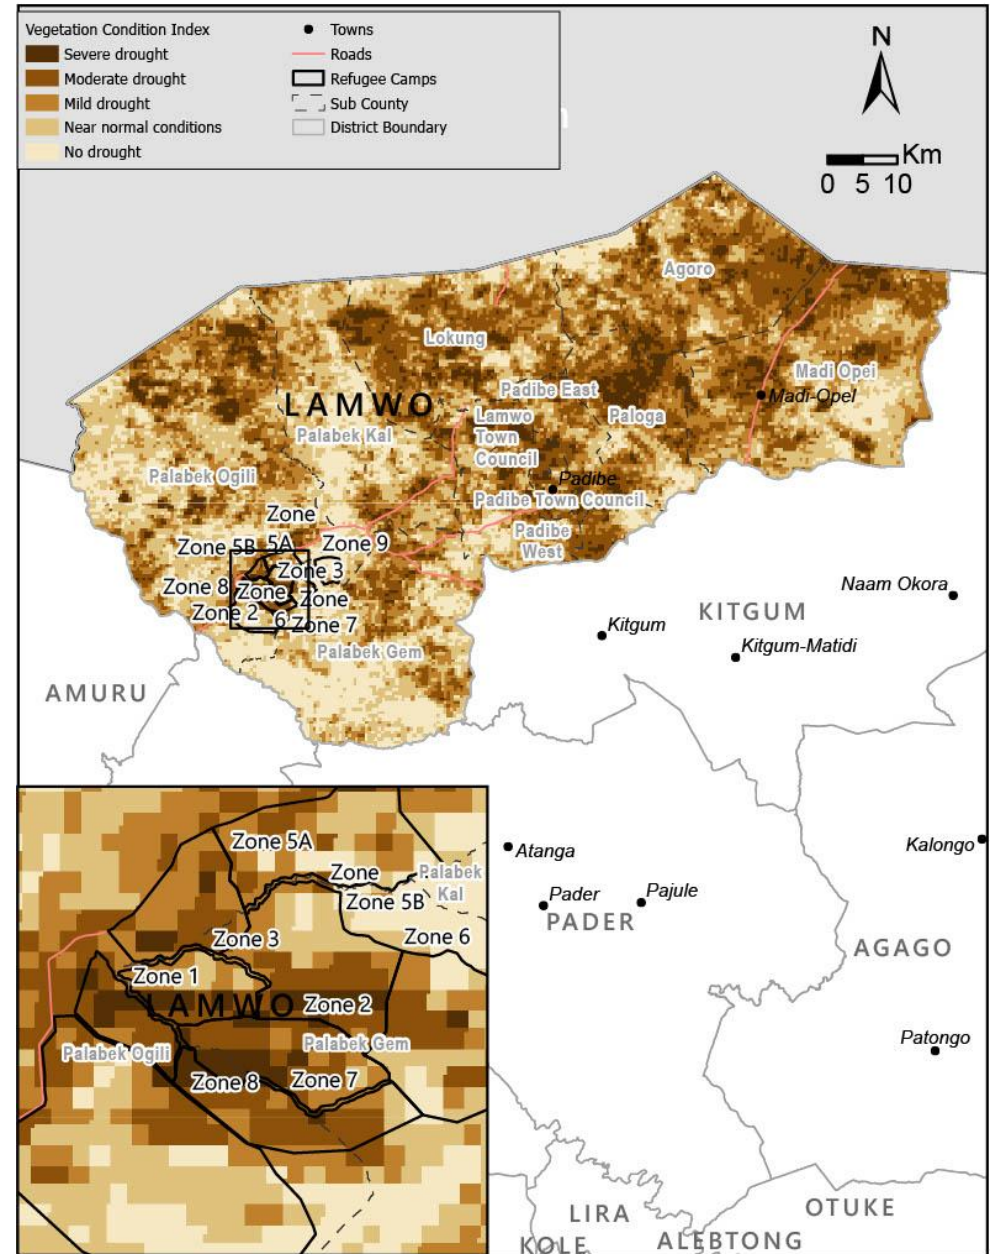 Vegetation Condition Index
Severe drought
Moderate drought
Mild drought
Near normal conditions
No drought
Towns
Roads
Refugee Camps
Sub County
District Boundary
N
Km
0 5 10
Agoro
Lokung
Madi Opei
Padibe East
Madi-Opel
LAMWO
Lamwo
Town
Council
Paloga
Palabek Kal
Palabek Ogili
Padibe
Padibe Town Council
Zone
Padibe
West
Zone 5B
5A
Zone 9
Zone 3
Zone 8
Zone
Zone
Zone 2
6
Zone 7
Palabek Gem
Naam Okora
KITGUM
Kitgum
Kitgum-Matidi
AMURU
Zone 5A
Zone
Palabek
Kal
Zone 5B
Zone 3
Zone 6
Zone 1
LAMWO
Zone 2
Palabek Ogili
Palabek Gem
Zone 8
Zone 7
Atanga
Kalongo
Pader
Pajule
PADER
AGAGO
Patongo
LIRA
OTUKE
KOLE
ALEBTONG